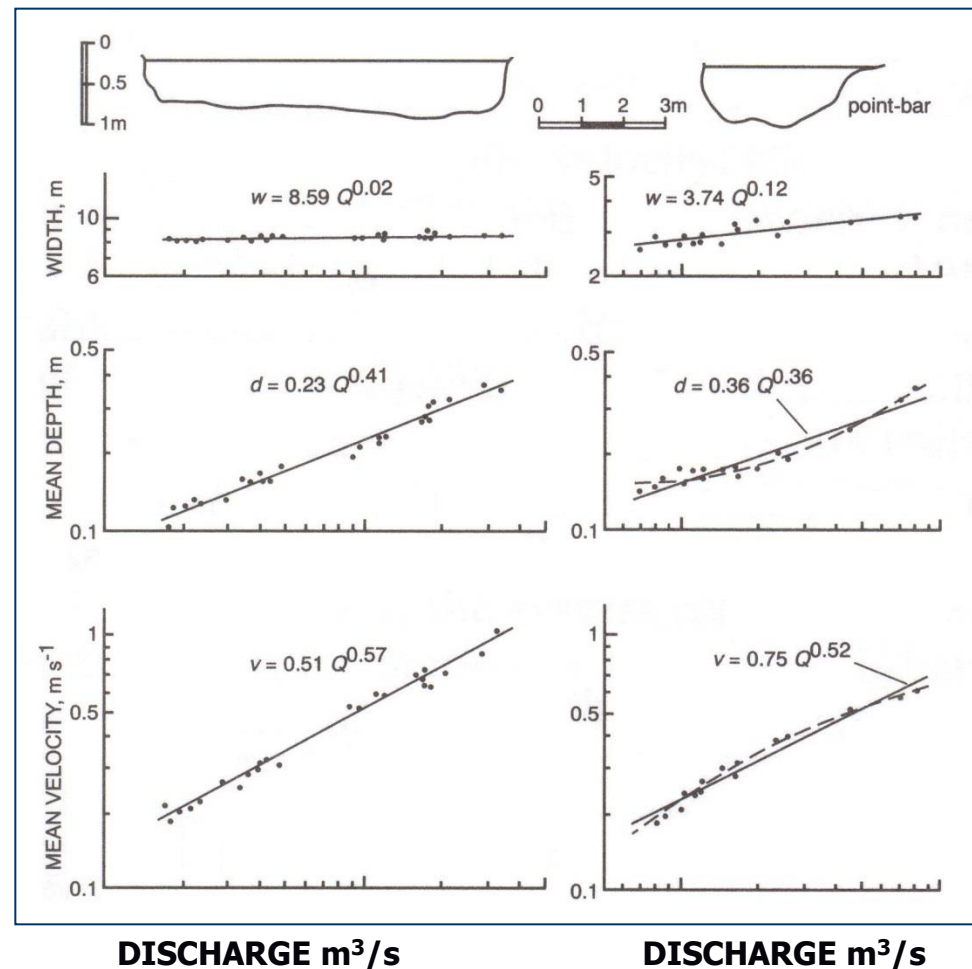 0
0.5
1m
0 1 2 3m
point-bar
WIDTH, m
10
6
w = 8.59 Q^0.02
5
2
w = 3.74 Q^0.12
MEAN DEPTH, m
0.5
0.1
d = 0.23 Q^0.41
0.5
0.1
d = 0.36 Q^0.36
MEAN VELOCITY, m s^-1
1
0.5
0.1
v = 0.51 Q^0.57
1
0.5
0.1
v = 0.75 Q^0.52
DISCHARGE m³/s
DISCHARGE m³/s